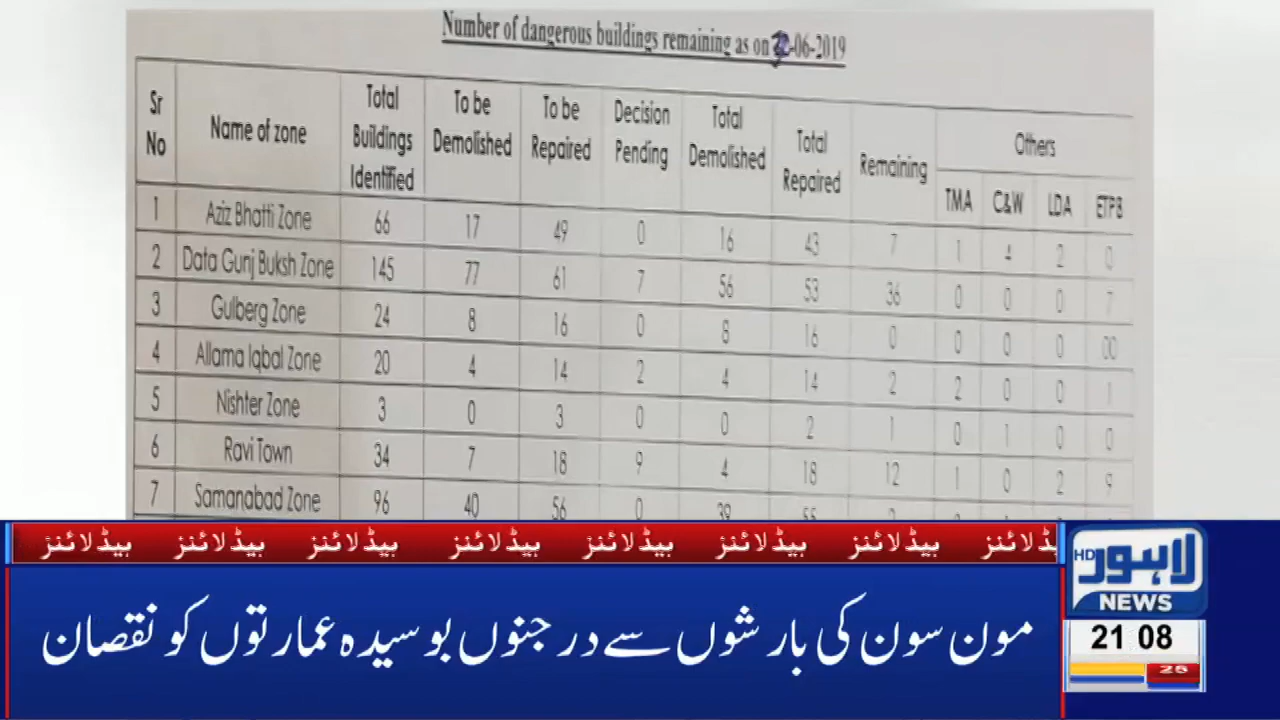 Number of dangerous buildings remaining as on -06-2019
Sr No Name of zone Total Buildings Identified To be Demolished To be Repaired Decision Pending Total Demolished Total Repaired Remaining Others
TMA C&W LDA ETPB
1 Aziz Bhatti Zone 66 17 49 0 16 43 7 1 4 2 0
2 Data Gunj Buksh Zone 145 77 61 7 56 53 36 0 0 0 7
3 Gulberg Zone 24 8 16 0 8 16 0 0 0 0 00
4 Allama Iqbal Zone 20 4 14 2 4 14 2 2 0 0 1
5 Nishter Zone 3 0 3 0 0 2 1 0 1 0 0
6 Ravi Town 34 7 18 9 4 18 12 1 0 2 9
7 Samanabad Zone 96 40 56 0 39 55
ہیڈلائنز ہیڈلائنز ہیڈلائنز ہیڈلائنز ہیڈلائنز ہیڈلائنز ہیڈلائنز ہیڈلائنز
لاہور HD
NEWS
مون سون کی بارشوں سے درجنوں بوسیدہ عمارتوں کو نقصان
21 08
25